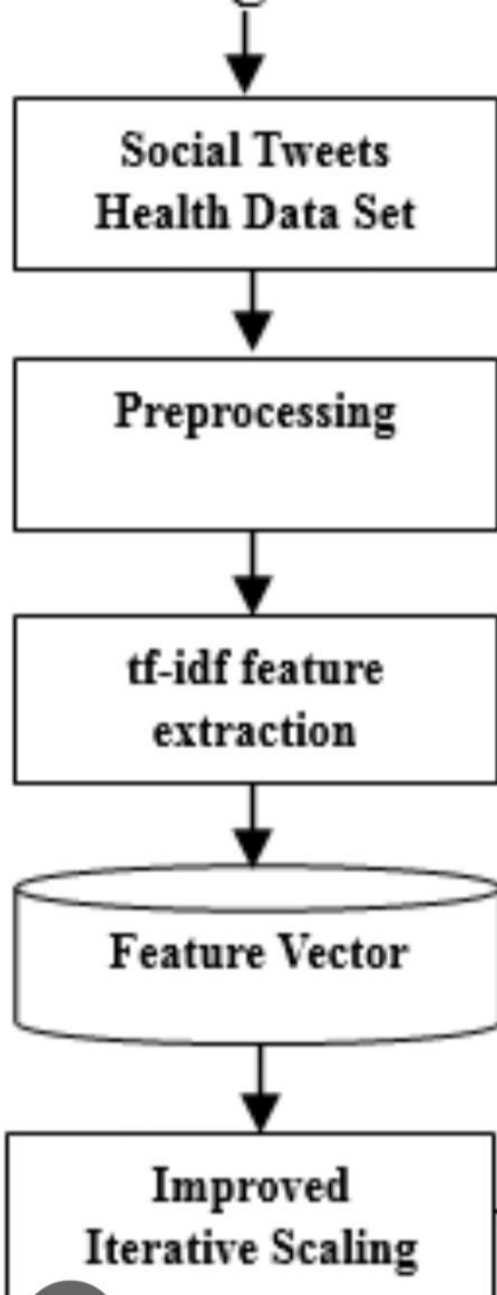 Social Tweets
Health Data Set
Preprocessing
tf-idf feature
extraction
Feature Vector
Improved
Iterative Scaling